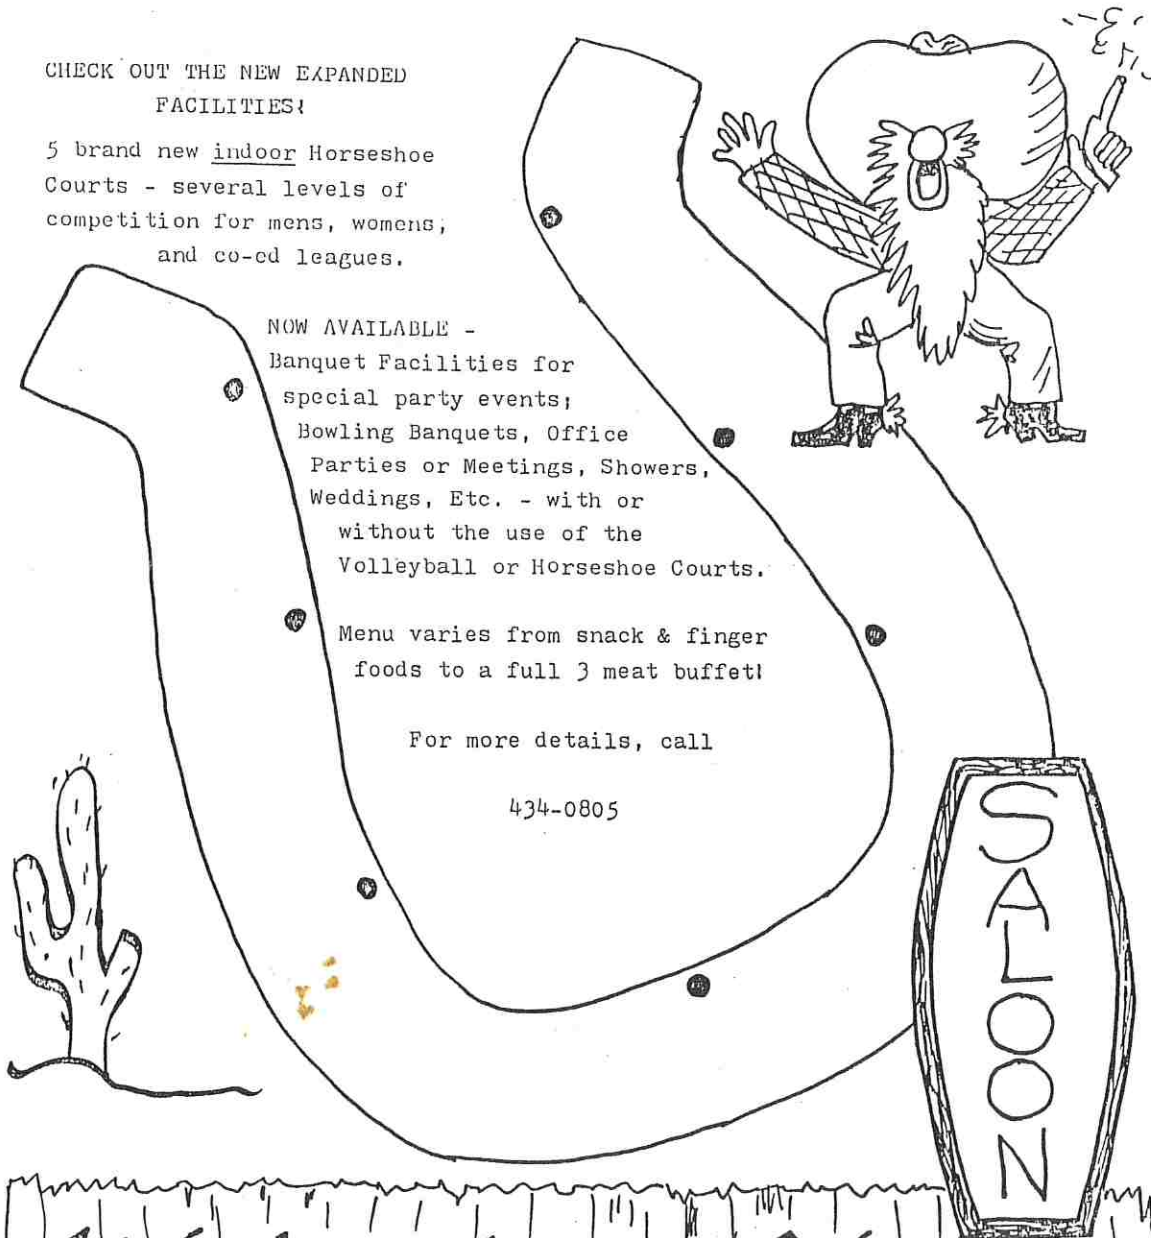 CHECK OUT THE NEW EXPANDED
FACILITIES!
5 brand new indoor Horseshoe
Courts - several levels of
competition for mens, womens,
and co-ed leagues.
NOW AVAILABLE -
Banquet Facilities for
special party events;
Bowling Banquets, Office
Parties or Meetings, Showers,
Weddings, Etc. - with or
without the use of the
Volleyball or Horseshoe Courts.
Menu varies from snack & finger
foods to a full 3 meat buffet!
For more details, call
434-0805
SALOON